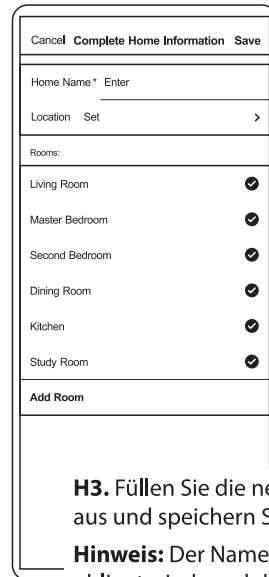 Cancel Complete Home Information Save
Home Name* Enter
Location Set >
Rooms:
Living Room
Master Bedroom
Second Bedroom
Dining Room
Kitchen
Study Room
Add Room
H3. Füllen Sie die
aus und speichern
Hinweis: Der Name